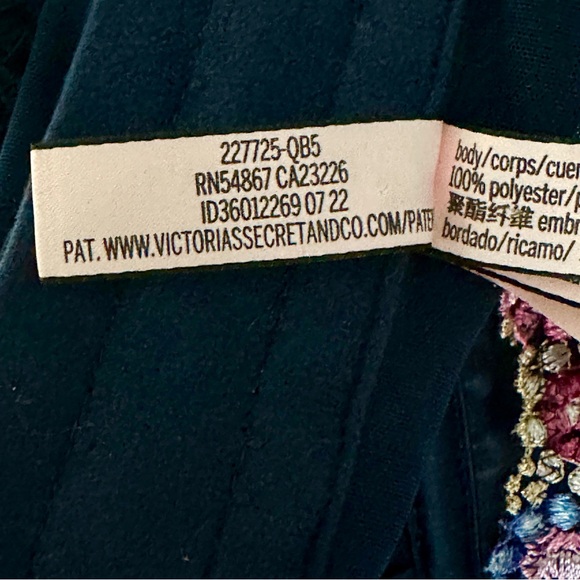 227725-QB5
RN54867 CA23226
ID36012269 07 22
PAT. WWW.VICTORIASSECRETANDCO.COM/PATE
body/corps/cuer
100% polyester/p
聚酯纤维 embr
bordado/ricamo/